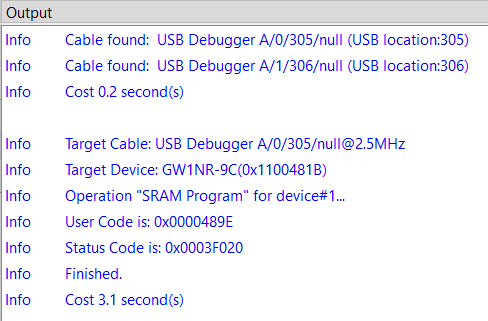 Output
Info Cable found: USB Debugger A/0/305/null (USB location:305)
Info Cable found: USB Debugger A/1/306/null (USB location:306)
Info Cost 0.2 second(s)
Info Target Cable: USB Debugger A/0/305/null@2.5MHz
Info Target Device: GW1NR-9C(0x1100481B)
Info Operation "SRAM Program" for device#1...
Info User Code is: 0x0000489E
Info Status Code is: 0x0003F020
Info Finished.
Info Cost 3.1 second(s)